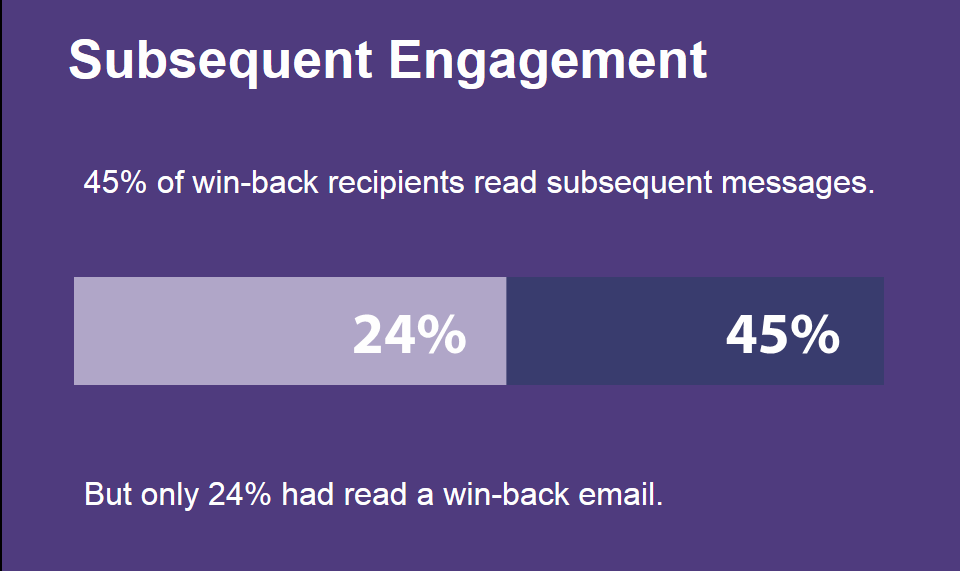 Subsequent Engagement
45% of win-back recipients read subsequent messages.
24% 45%
But only 24% had read a win-back email.